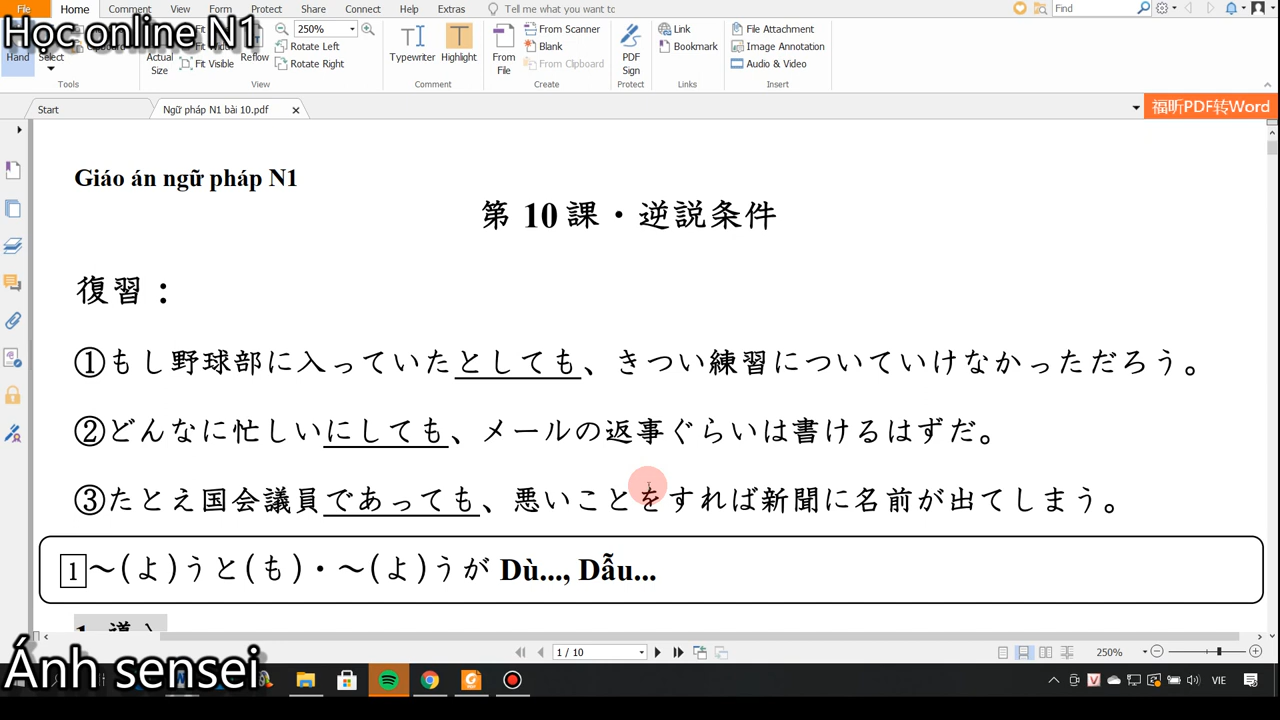 File Home Comment View Form Protect Share Connect Help Extras Tell me what you want tc Find
Học online N1
Hand Select
Actual Size
Reflow
Fit Width
Fit Visible
250%
Rotate Left
Rotate Right
Typewriter Highlight
From File
From Scanner
Blank
From Clipboard
PDF Sign
Link
Bookmark
File Attachment
Image Annotation
Audio & Video
Tools View Comment Create Protect Links Insert
Start Ngữ pháp N1 bài 10.pdf 福昕PDF转Word
Giáo án ngữ pháp N1
第 10 課・逆説条件
復習：
①もし野球部に入っていたとしても、きつい練習についていけなかっただろう。
②どんなに忙しいにしても、メールの返事ぐらいは書けるはずだ。
③たとえ国会議員であっても、悪いことをすれば新聞に名前が出てしまう。
1 ～(よ)うと(も)・～(よ)うが Dù..., Dẫu...
1 / 10 250%
Ánh sensei
VIE